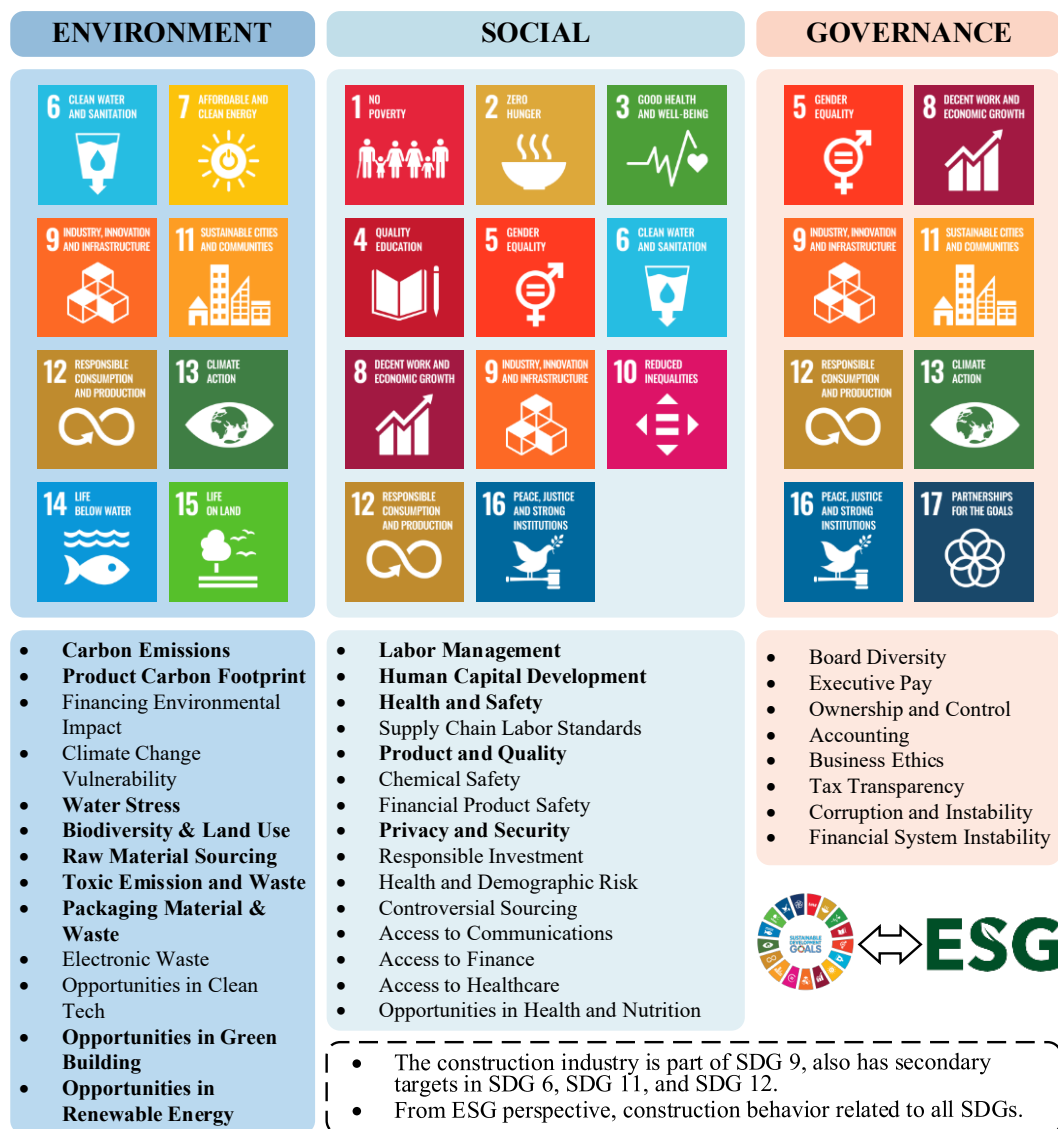 ENVIRONMENT
6 CLEAN WATER
AND SANITATION
7 AFFORDABLE AND
CLEAN ENERGY
9 INDUSTRY, INNOVATION
AND INFRASTRUCTURE
11 SUSTAINABLE CITIES
AND COMMUNITIES
12 RESPONSIBLE
CONSUMPTION
AND PRODUCTION
13 CLIMATE
ACTION
14 LIFE
BELOW WATER
15 LIFE
ON LAND
• Carbon Emissions
• Product Carbon Footprint
• Financing Environmental
Impact
• Climate Change
Vulnerability
• Water Stress
• Biodiversity & Land Use
• Raw Material Sourcing
• Toxic Emission and Waste
• Packaging Material &
Waste
• Electronic Waste
• Opportunities in Clean
Tech
• Opportunities in Green
Building
• Opportunities in
Renewable Energy
SOCIAL
1 NO
POVERTY
2 ZERO
HUNGER
3 GOOD HEALTH
AND WELL-BEING
4 QUALITY
EDUCATION
5 GENDER
EQUALITY
6 CLEAN WATER
AND SANITATION
8 DECENT WORK AND
ECONOMIC GROWTH
9 INDUSTRY, INNOVATION
AND INFRASTRUCTURE
10 REDUCED
INEQUALITIES
12 RESPONSIBLE
CONSUMPTION
AND PRODUCTION
16 PEACE, JUSTICE
AND STRONG
INSTITUTIONS
• Labor Management
• Human Capital Development
• Health and Safety
• Supply Chain Labor Standards
• Product and Quality
• Chemical Safety
• Financial Product Safety
• Privacy and Security
• Responsible Investment
• Health and Demographic Risk
• Controversial Sourcing
• Access to Communications
• Access to Finance
• Access to Healthcare
• Opportunities in Health and Nutrition
GOVERNANCE
5 GENDER
EQUALITY
8 DECENT WORK AND
ECONOMIC GROWTH
9 INDUSTRY, INNOVATION
AND INFRASTRUCTURE
11 SUSTAINABLE CITIES
AND COMMUNITIES
12 RESPONSIBLE
CONSUMPTION
AND PRODUCTION
13 CLIMATE
ACTION
16 PEACE, JUSTICE
AND STRONG
INSTITUTIONS
17 PARTNERSHIPS
FOR THE GOALS
• Board Diversity
• Executive Pay
• Ownership and Control
• Accounting
• Business Ethics
• Tax Transparency
• Corruption and Instability
• Financial System Instability
SUSTAINABLE
DEVELOPMENT
GOALS
ESG
• The construction industry is part of SDG 9, also has secondary
targets in SDG 6, SDG 11, and SDG 12.
• From ESG perspective, construction behavior related to all SDGs.